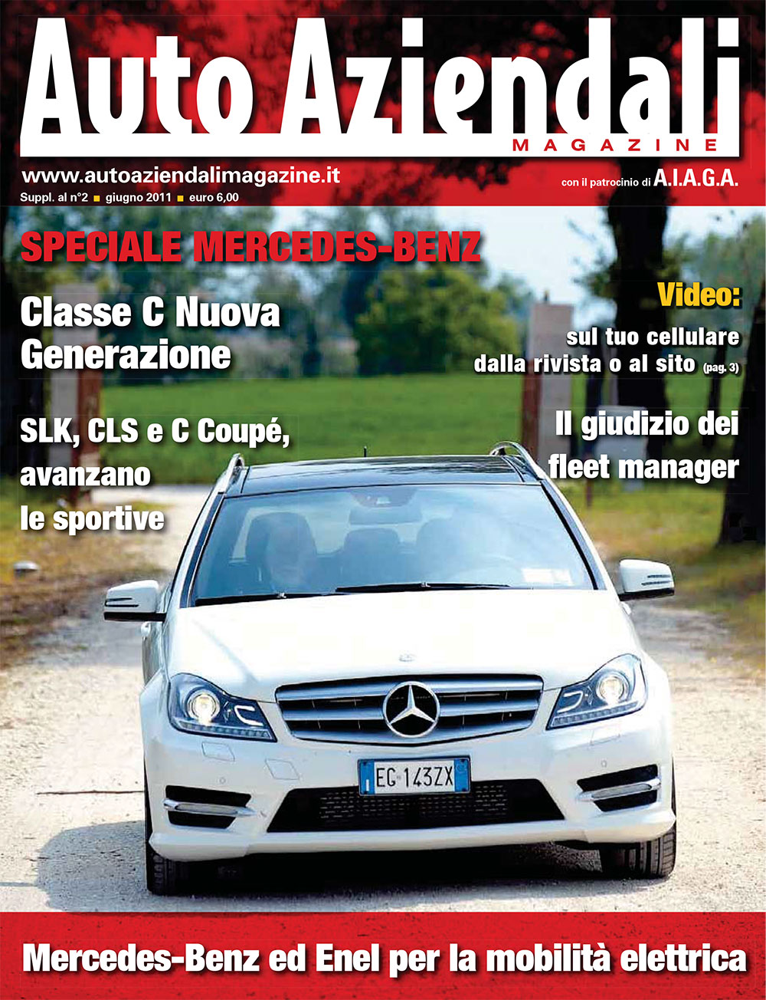 Auto Aziendali
MAGAZINE
www.autoaziendalimagazine.it
con il patrocinio di A.I.A.G.A.
Suppl. al n°2 ■ giugno 2011 ■ euro 6,00
SPECIALE MERCEDES-BENZ
Classe C Nuova
Generazione
SLK, CLS e C Coupé,
avanzano
le sportive
Video:
sul tuo cellulare
dalla rivista o al sito (pag. 3)
Il giudizio dei
fleet manager
EG 143ZX
Mercedes-Benz ed Enel per la mobilità elettrica